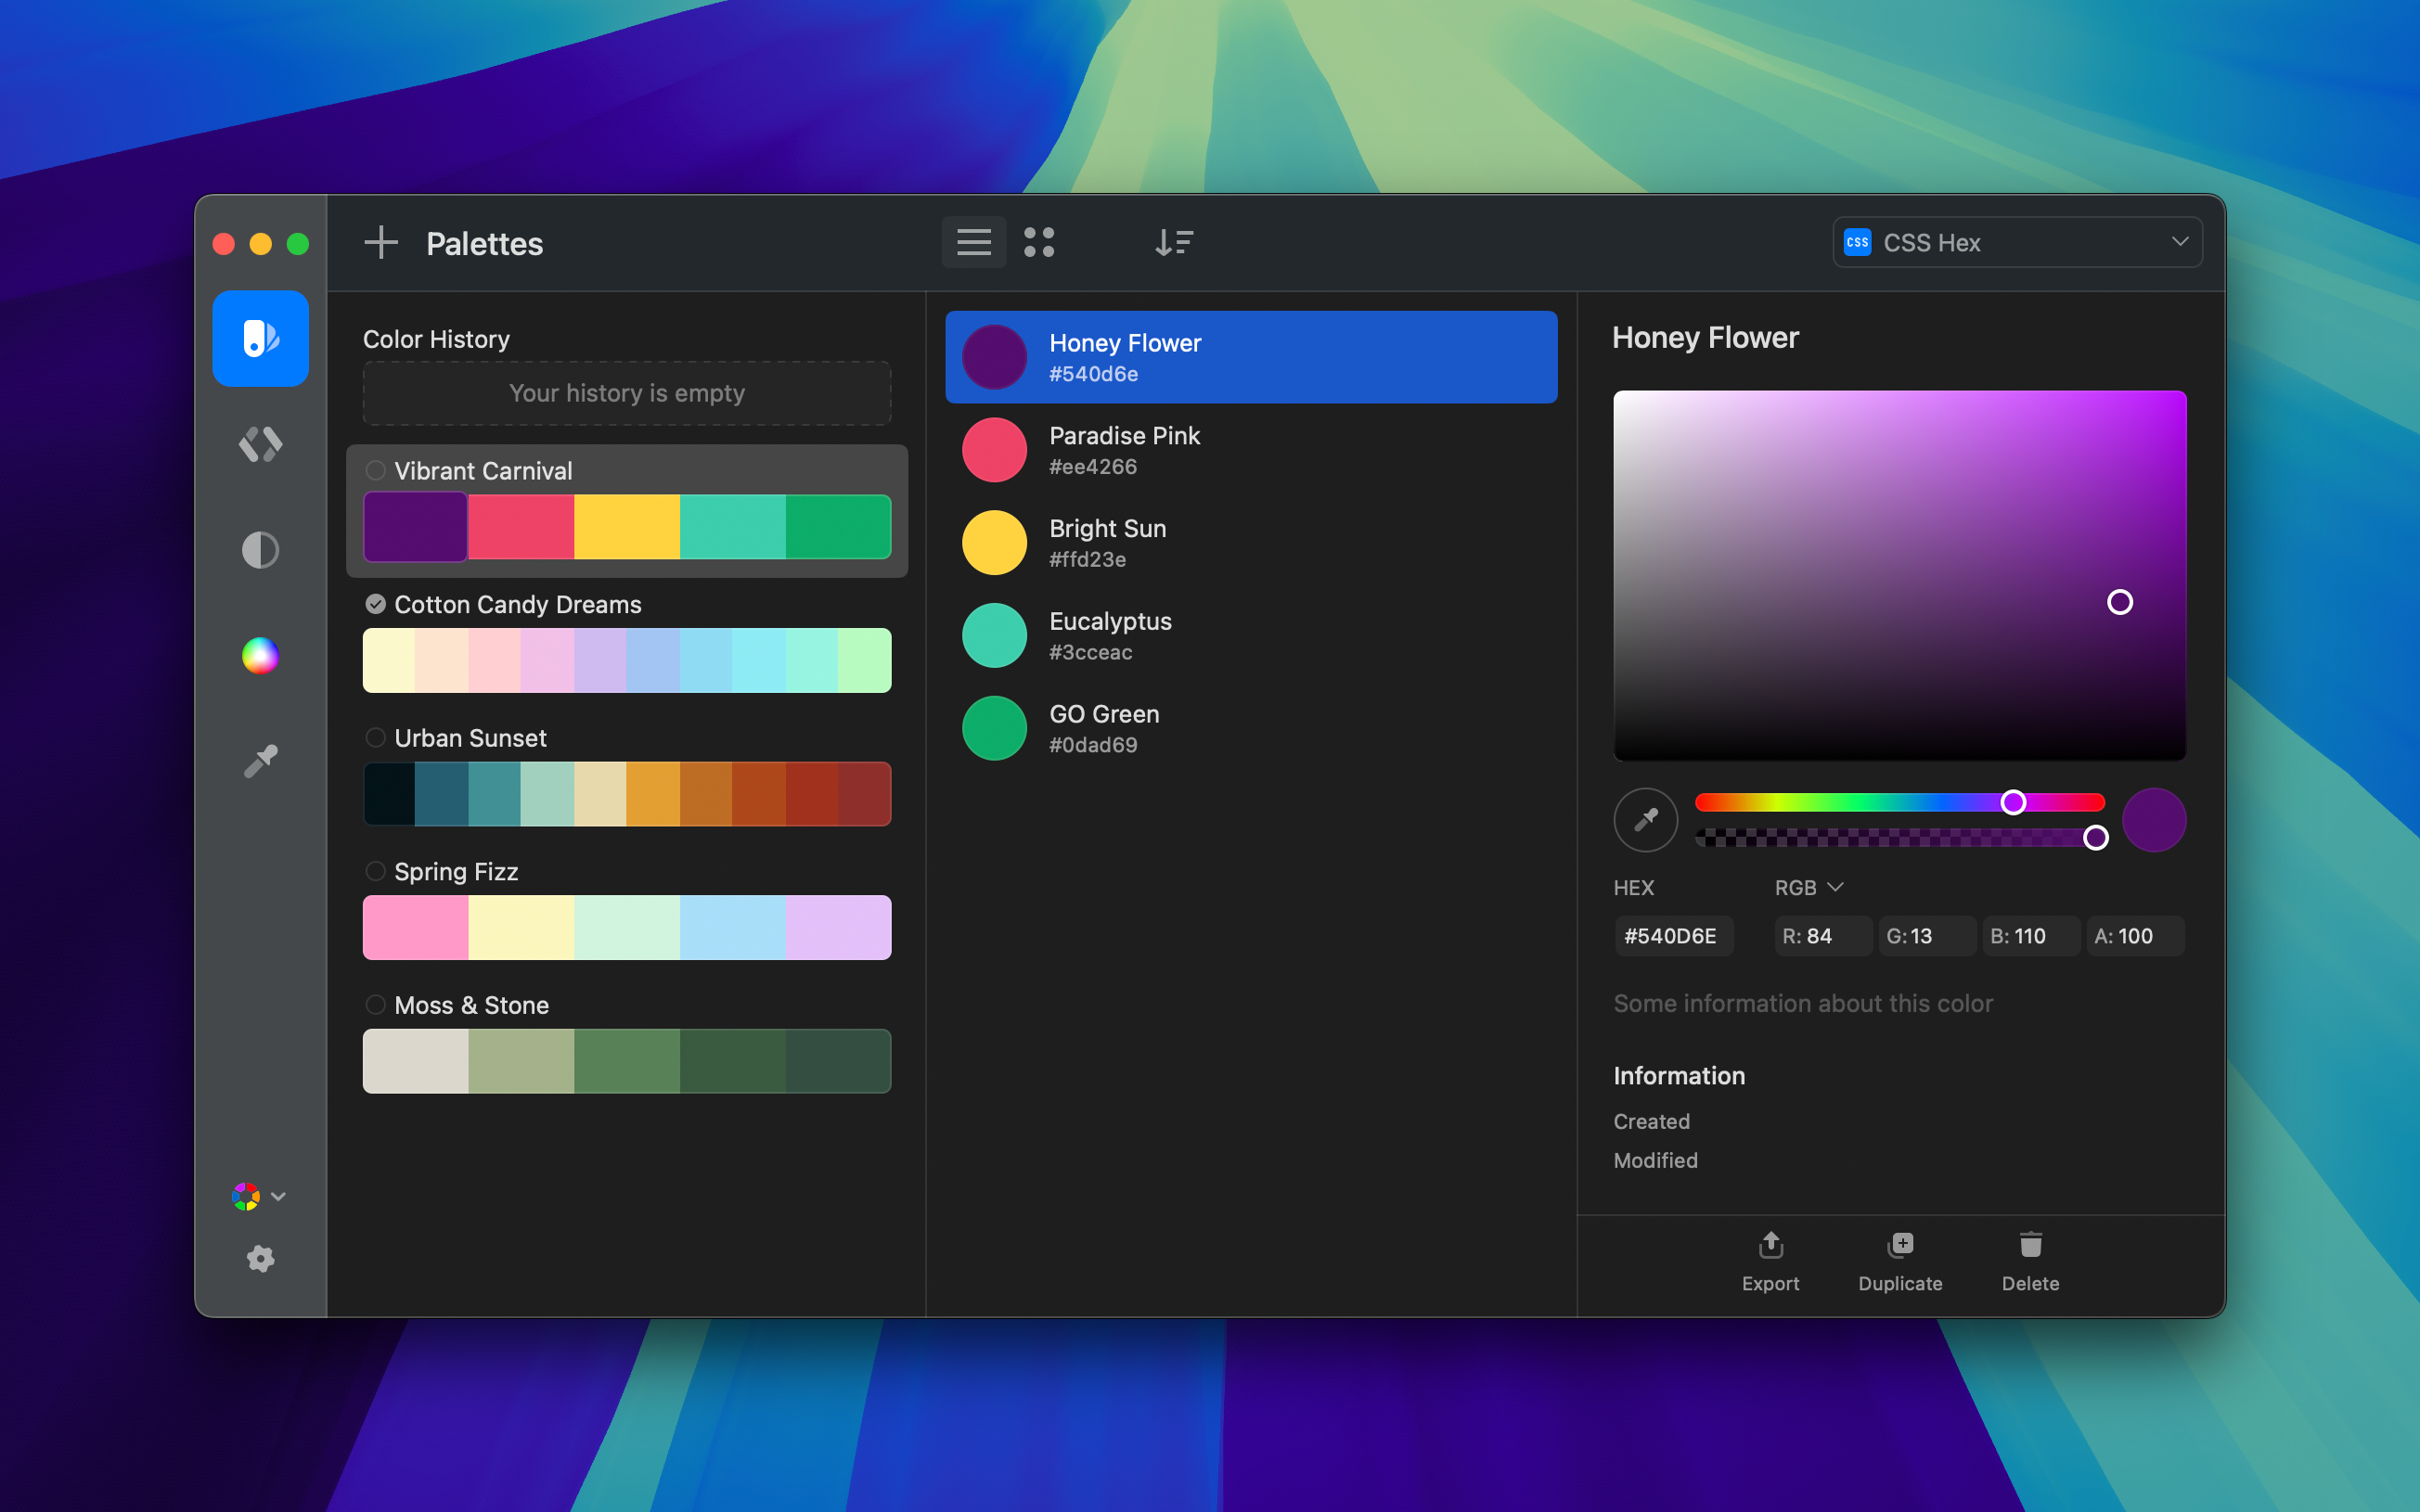 Palettes
CSS CSS Hex
Color History
Your history is empty
Vibrant Carnival
Cotton Candy Dreams
Urban Sunset
Spring Fizz
Moss & Stone
Honey Flower
#540d6e
Paradise Pink
#ee4266
Bright Sun
#ffd23e
Eucalyptus
#3cceac
GO Green
#0dad69
Honey Flower
HEX RGB
#540D6E R: 84 G: 13 B: 110 A: 100
Some information about this color
Information
Created
Modified
Export Duplicate Delete